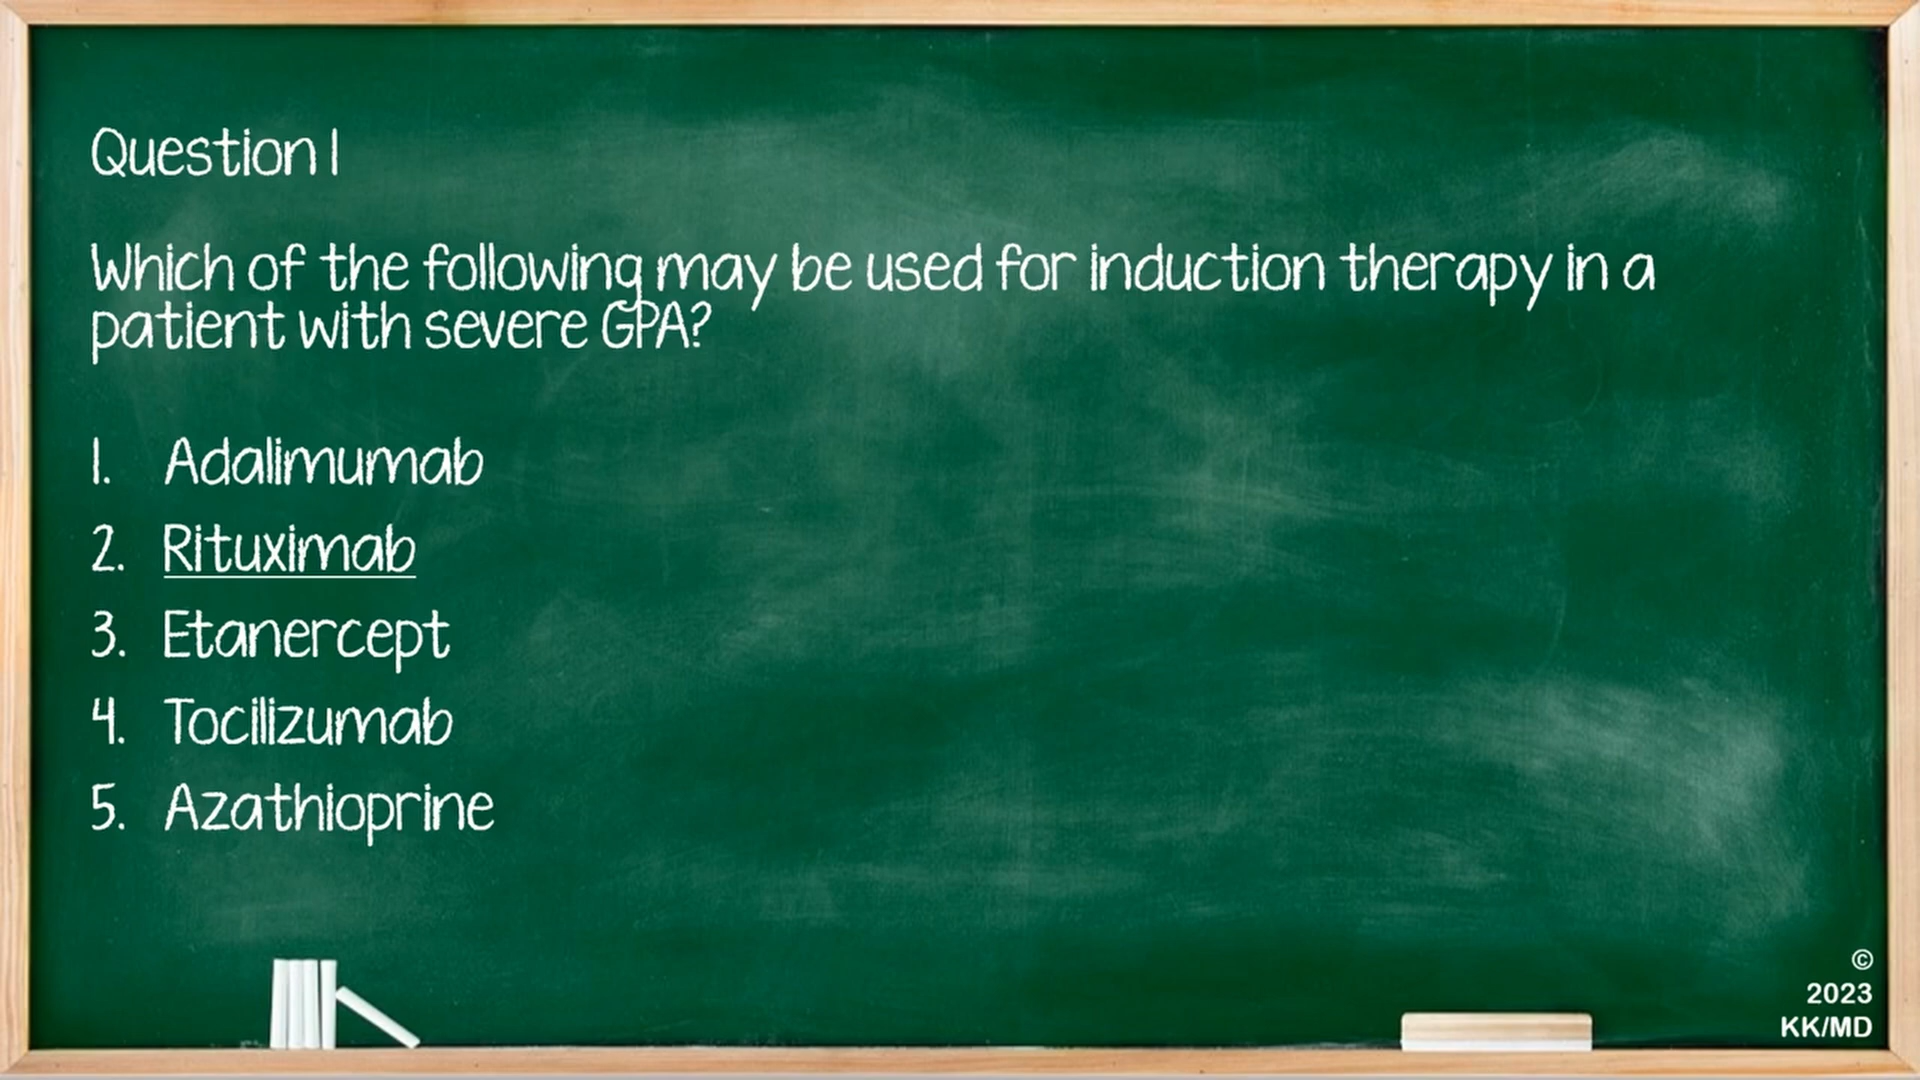 Question 1
Which of the following may be used for induction therapy in a
patient with severe GPA?
1. Adalimumab
2. Rituximab
3. Etanercept
4. Tocilizumab
5. Azathioprine
©
2023
KK/MD